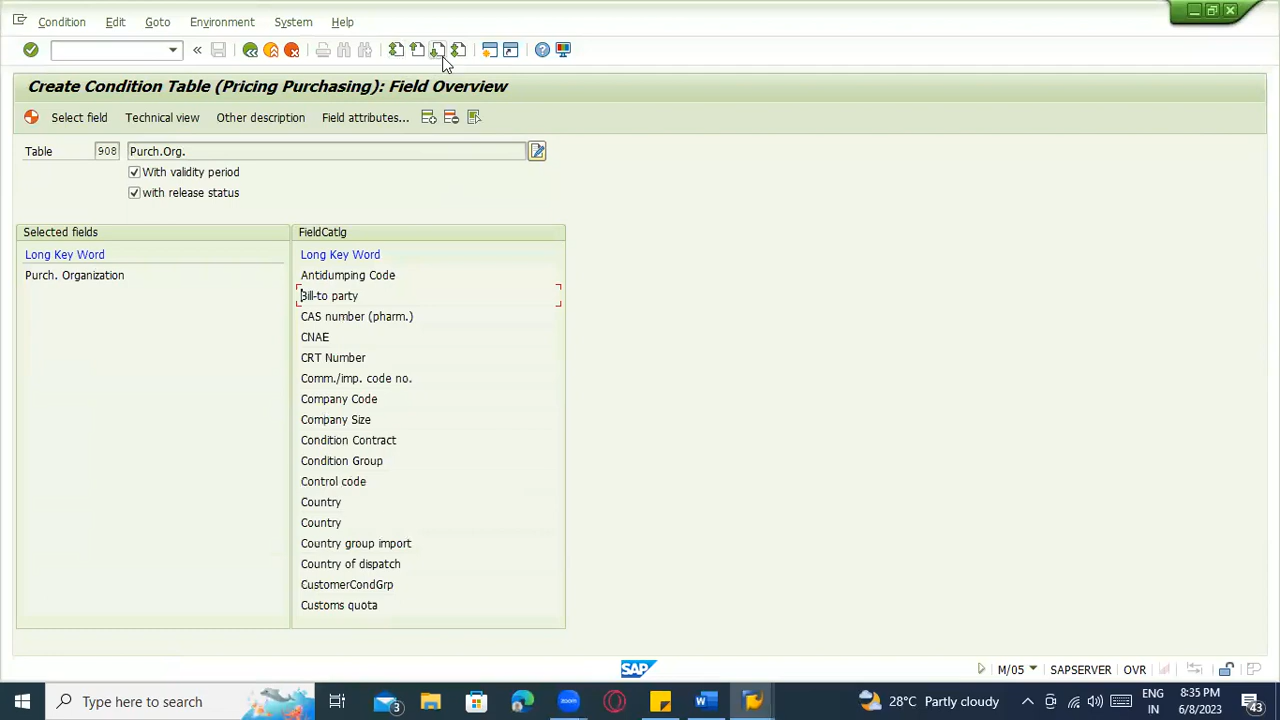 Condition Edit Goto Environment System Help
Create Condition Table (Pricing Purchasing): Field Overview
Select field Technical view Other description Field attributes...
Table 908 Purch.Org.
With validity period
with release status
Selected fields FieldCatlg
Long Key Word Long Key Word
Purch. Organization Antidumping Code
Bill-to party
CAS number (pharm.)
CNAE
CRT Number
Comm./imp. code no.
Company Code
Company Size
Condition Contract
Condition Group
Control code
Country
Country
Country group import
Country of dispatch
CustomerCondGrp
Customs quota
SAP M/05 SAPSERVER OVR
Type here to search 3 28°C Partly cloudy ENG IN 8:35 PM 6/8/2023 43